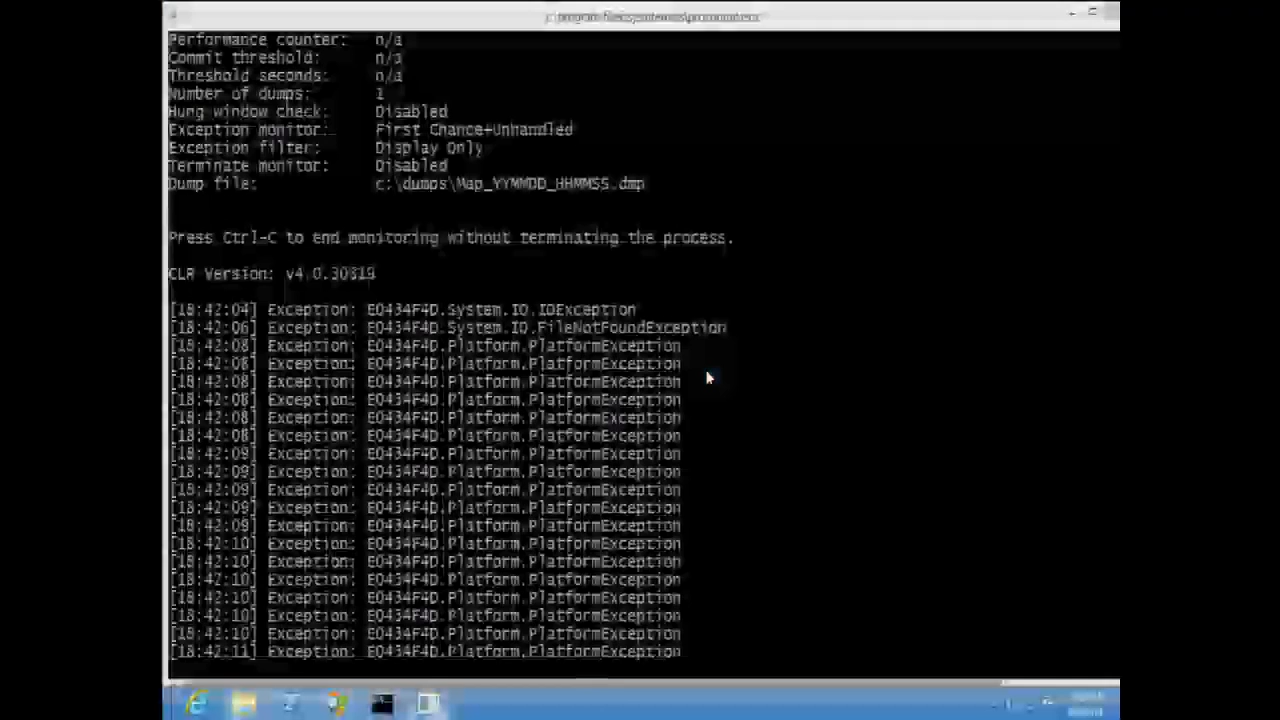 Performance counter: n/a
Commit threshold: n/a
Threshold seconds: n/a
Number of dumps: 1
Hung window check: Disabled
Exception monitor: First Chance+Unhandled
Exception filter: Display Only
Terminate monitor: Disabled
Dump file: c:\dumps\Map_YYMMDD_HHMMSS.dmp
Press Ctrl-C to end monitoring without terminating the process.
CLR Version: v4.0.30319
[18:42:04] Exception: E0434F4D.System.IO.IOException
[18:42:06] Exception: E0434F4D.System.IO.FileNotFoundException
[18:42:08] Exception: E0434F4D.Platform.PlatformException
[18:42:08] Exception: E0434F4D.Platform.PlatformException
[18:42:08] Exception: E0434F4D.Platform.PlatformException
[18:42:08] Exception: E0434F4D.Platform.PlatformException
[18:42:08] Exception: E0434F4D.Platform.PlatformException
[18:42:08] Exception: E0434F4D.Platform.PlatformException
[18:42:09] Exception: E0434F4D.Platform.PlatformException
[18:42:09] Exception: E0434F4D.Platform.PlatformException
[18:42:09] Exception: E0434F4D.Platform.PlatformException
[18:42:09] Exception: E0434F4D.Platform.PlatformException
[18:42:09] Exception: E0434F4D.Platform.PlatformException
[18:42:10] Exception: E0434F4D.Platform.PlatformException
[18:42:10] Exception: E0434F4D.Platform.PlatformException
[18:42:10] Exception: E0434F4D.Platform.PlatformException
[18:42:10] Exception: E0434F4D.Platform.PlatformException
[18:42:10] Exception: E0434F4D.Platform.PlatformException
[18:42:10] Exception: E0434F4D.Platform.PlatformException
[18:42:11] Exception: E0434F4D.Platform.PlatformException